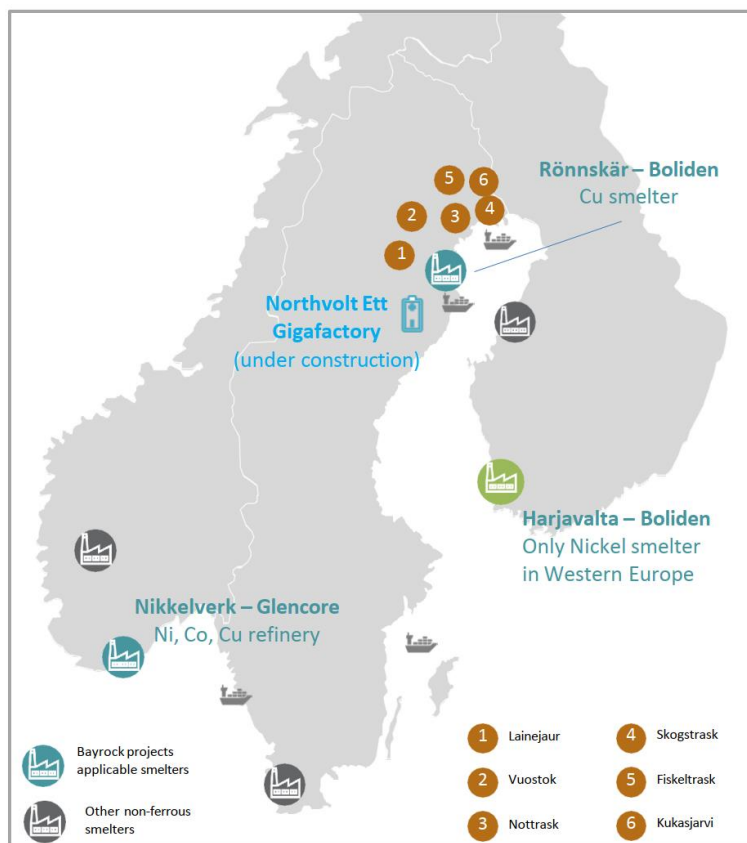 5
6
Rönnskär – Boliden
Cu smelter
2
3
4
1
Northvolt Ett
Gigafactory
(under construction)
Harjavalta – Boliden
Only Nickel smelter
in Western Europe
Nikkelverk – Glencore
Ni, Co, Cu refinery
Bayrock projects
applicable smelters
Other non-ferrous
smelters
1 Lainejaur
2 Vuostok
3 Nottrask
4 Skogstrask
5 Fiskeltrask
6 Kukasjarvi